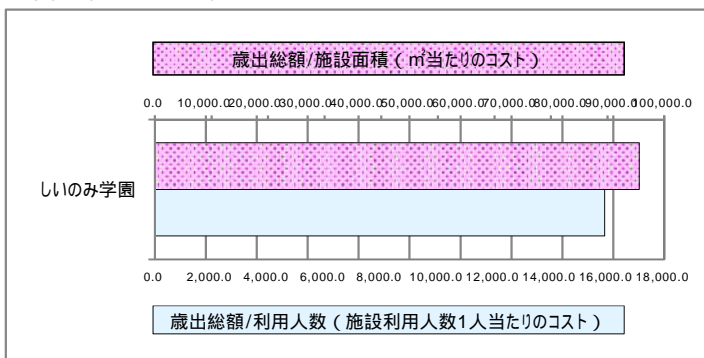 歳出総額/施設面積（㎡当たりのコスト）
0.0 10,000.0 20,000.0 30,000.0 40,000.0 50,000.0 60,000.0 70,000.0 80,000.0 90,000.0 100,000.0
しいのみ学園
0.0 2,000.0 4,000.0 6,000.0 8,000.0 10,000.0 12,000.0 14,000.0 16,000.0 18,000.0
歳出総額/利用人数（施設利用人数1人当たりのコスト）